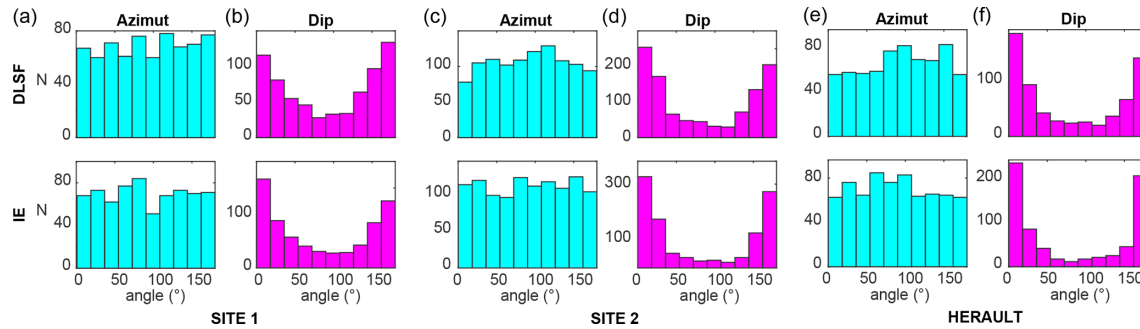 (a) Azimut (b) Dip (c) Azimut (d) Dip (e) Azimut (f) Dip
DLSF
80 N 40 0
100 50 0
100 50 0
200 100 0
80 40 0
100 0
IE
80 N 40 0
100 0
100 50 0
300 100 0
80 40 0
200 100 0
0 50 100 150 0 50 100 150 0 50 100 150 0 50 100 150 0 50 100 150 0 50 100 150
angle (°) angle (°) angle (°) angle (°) angle (°) angle (°)
SITE 1 SITE 2 HERAULT